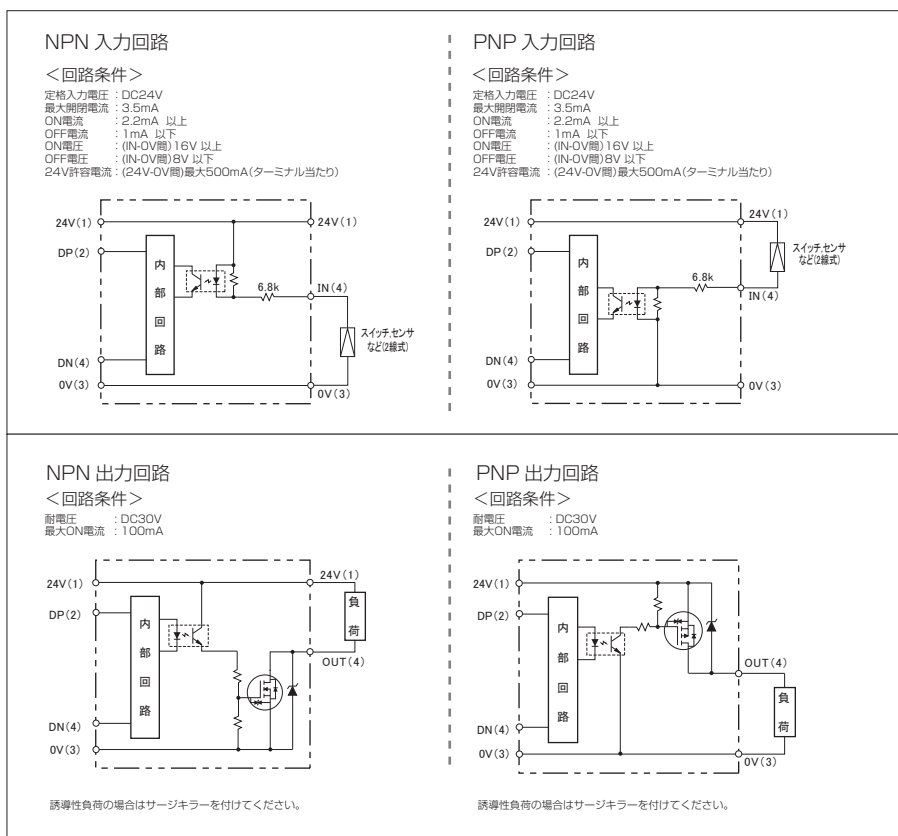 NPN 入力回路
<回路条件>
定格入力電圧 : DC24V
最大開閉電流 : 3.5mA
ON電流 : 2.2mA 以上
OFF電流 : 1mA 以下
ON電圧 : (IN-0V間)16V 以上
OFF電圧 : (IN-0V間)8V 以下
24V許容電流 : (24V-0V間)最大500mA(ターミナル当たり)
24V(1)
24V(1)
DP(2)
内部回路
6.8k
IN(4)
スイッチ,センサ
など(2線式)
DN(4)
0V(3)
0V(3)
PNP 入力回路
<回路条件>
定格入力電圧 : DC24V
最大開閉電流 : 3.5mA
ON電流 : 2.2mA 以上
OFF電流 : 1mA 以下
ON電圧 : (IN-0V間)16V 以上
OFF電圧 : (IN-0V間)8V 以下
24V許容電流 : (24V-0V間)最大500mA(ターミナル当たり)
24V(1)
24V(1)
DP(2)
内部回路
スイッチ,センサ
など(2線式)
6.8k
IN(4)
DN(4)
0V(3)
0V(3)
NPN 出力回路
<回路条件>
耐電圧 : DC30V
最大ON電流 : 100mA
24V(1)
24V(1)
DP(2)
内部回路
負荷
OUT(4)
DN(4)
0V(3)
誘導性負荷の場合はサージキラーを付けてください。
PNP 出力回路
<回路条件>
耐電圧 : DC30V
最大ON電流 : 100mA
24V(1)
DP(2)
内部回路
OUT(4)
負荷
DN(4)
0V(3)
0V(3)
誘導性負荷の場合はサージキラーを付けてください。